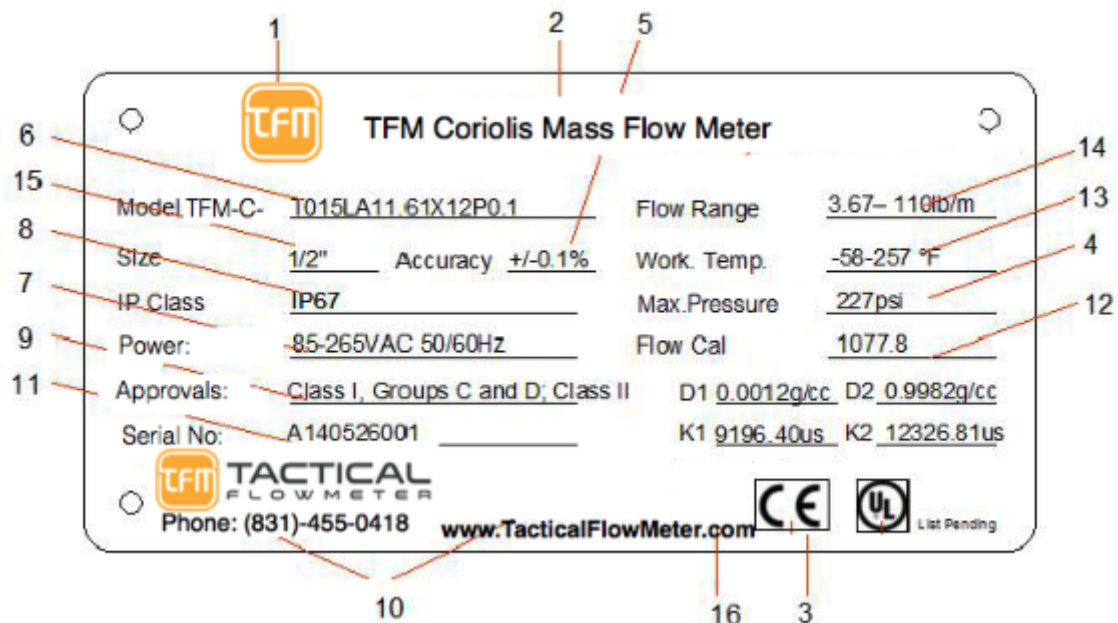 1
2
5
TFM
TFM Coriolis Mass Flow Meter
6
14
Model TFM-C- T015LA11.61X12P0.1 Flow Range 3.67– 110lb/m
15
13
Size 1/2" Accuracy +/-0.1% Work. Temp. -58-257 °F
8
4
IP Class IP67 Max.Pressure 227psi
7
12
Power: 85-265VAC 50/60Hz Flow Cal 1077.8
9
Approvals: Class I, Groups C and D; Class II D1 0.0012g/cc D2 0.9982g/cc
11
Serial No: A140526001 K1 9196.40us K2 12326.81us
TFM TACTICAL
FLOWMETER
CE UL List Pending
Phone: (831)-455-0418 www.TacticalFlowMeter.com
10
16
3